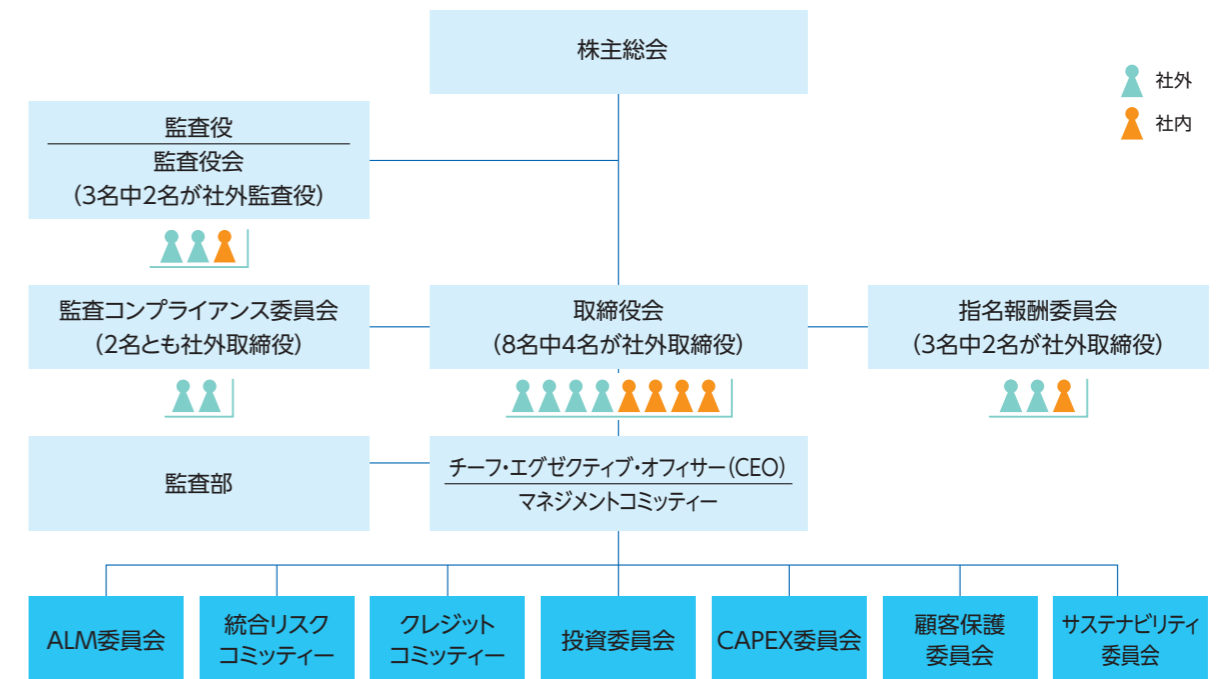 株主総会
社外
社内
監査役
監査役会
（3名中2名が社外監査役）
監査コンプライアンス委員会
（2名とも社外取締役）
取締役会
（8名中4名が社外取締役）
指名報酬委員会
（3名中2名が社外取締役）
監査部
チーフ・エグゼクティブ・オフィサー（CEO）
マネジメントコミッティー
ALM委員会
統合リスク
コミッティー
クレジット
コミッティー
投資委員会
CAPEX委員会
顧客保護
委員会
サステナビリティ
委員会